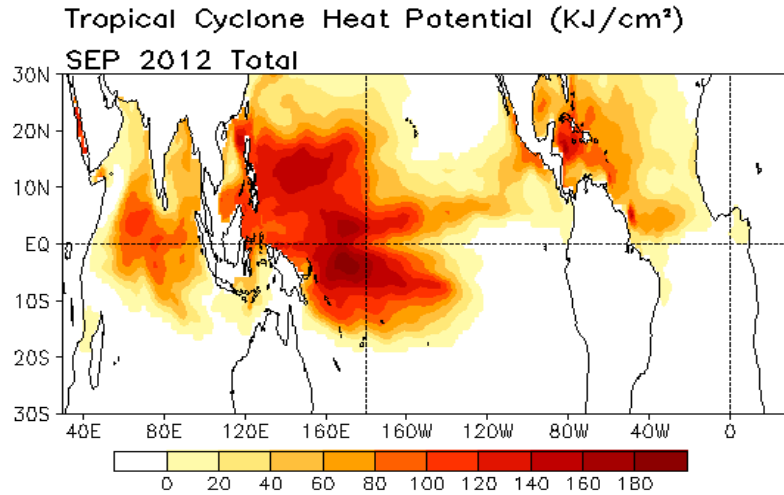 Tropical Cyclone Heat Potential (KJ/cm²)
SEP 2012 Total
30N
20N
10N
EQ
10S
20S
30S
40E 80E 120E 160E 160W 120W 80W 40W 0
0 20 40 60 80 100 120 140 160 180